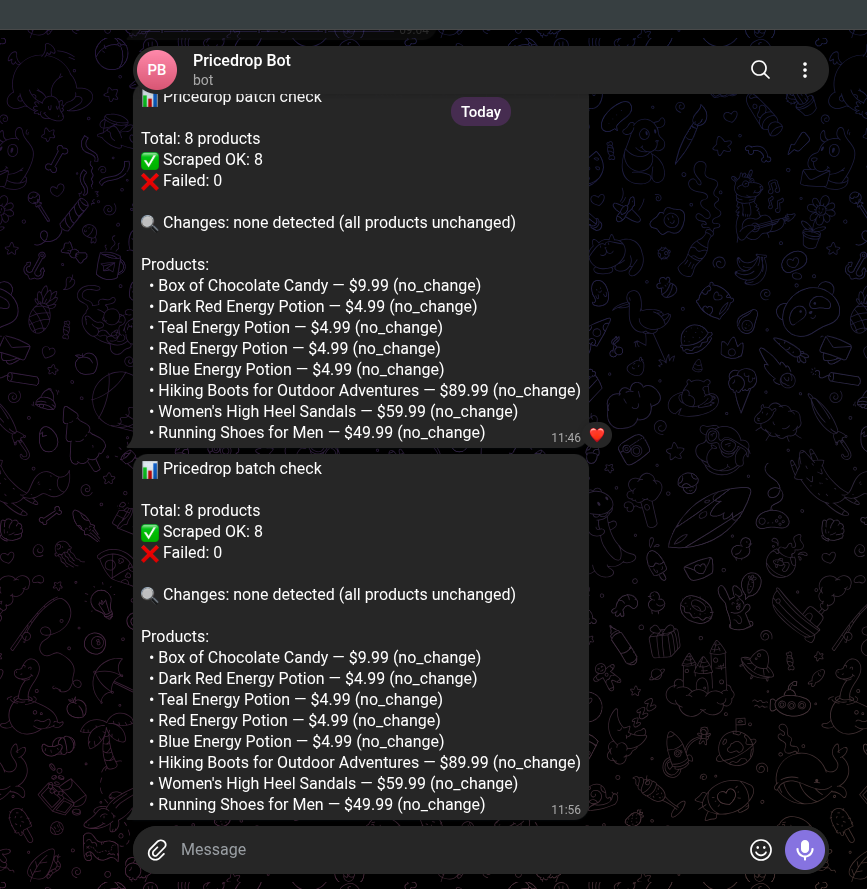 Pricedrop Bot
bot
Pricedrop batch check
Today
Total: 8 products
Scraped OK: 8
Failed: 0
Changes: none detected (all products unchanged)
Products:
• Box of Chocolate Candy — $9.99 (no_change)
• Dark Red Energy Potion — $4.99 (no_change)
• Teal Energy Potion — $4.99 (no_change)
• Red Energy Potion — $4.99 (no_change)
• Blue Energy Potion — $4.99 (no_change)
• Hiking Boots for Outdoor Adventures — $89.99 (no_change)
• Women's High Heel Sandals — $59.99 (no_change)
• Running Shoes for Men — $49.99 (no_change)
11:46
Pricedrop batch check
Total: 8 products
Scraped OK: 8
Failed: 0
Changes: none detected (all products unchanged)
Products:
• Box of Chocolate Candy — $9.99 (no_change)
• Dark Red Energy Potion — $4.99 (no_change)
• Teal Energy Potion — $4.99 (no_change)
• Red Energy Potion — $4.99 (no_change)
• Blue Energy Potion — $4.99 (no_change)
• Hiking Boots for Outdoor Adventures — $89.99 (no_change)
• Women's High Heel Sandals — $59.99 (no_change)
• Running Shoes for Men — $49.99 (no_change)
11:56
Message
PB